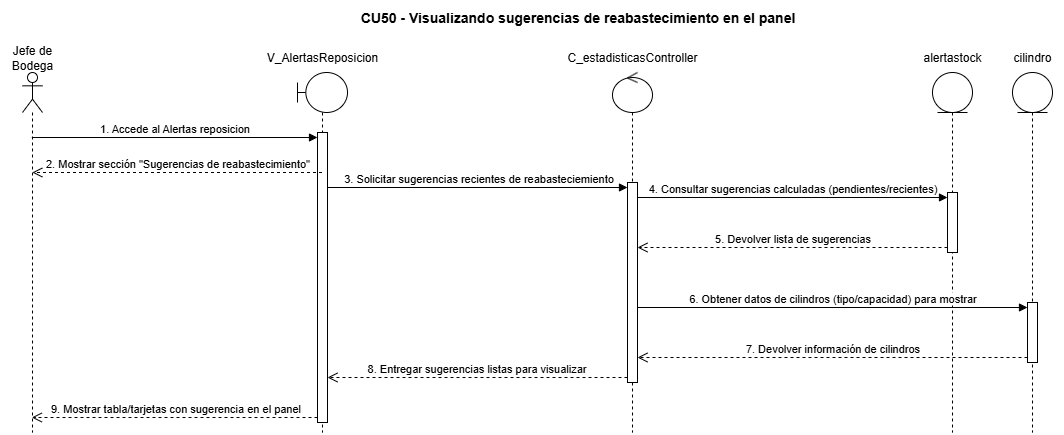 CU50 - Visualizando sugerencias de reabastecimiento en el panel
Jefe de
Bodega
V_AlertasReposicion
C_estadisticasController
alertastock
cilindro
1. Accede al Alertas reposicion
2. Mostrar sección "Sugerencias de reabastecimiento"
3. Solicitar sugerencias recientes de reabasteciemiento
4. Consultar sugerencias calculadas (pendientes/recientes)
5. Devolver lista de sugerencias
6. Obtener datos de cilindros (tipo/capacidad) para mostrar
7. Devolver información de cilindros
8. Entregar sugerencias listas para visualizar
9. Mostrar tabla/tarjetas con sugerencia en el panel